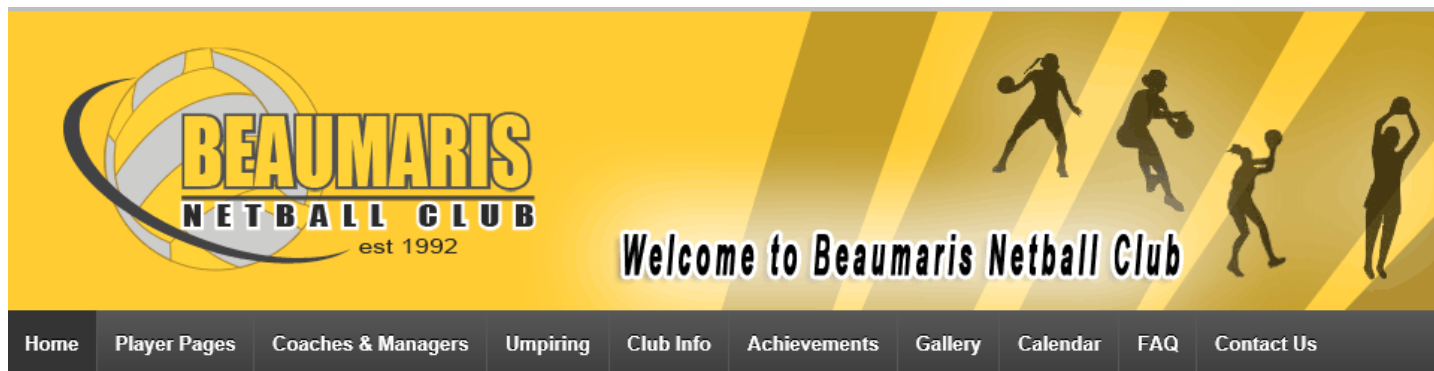 BEAUMARIS
NETBALL CLUB
est 1992
Welcome to Beaumaris Netball Club
Home Player Pages Coaches & Managers Umpiring Club Info Achievements Gallery Calendar FAQ Contact Us